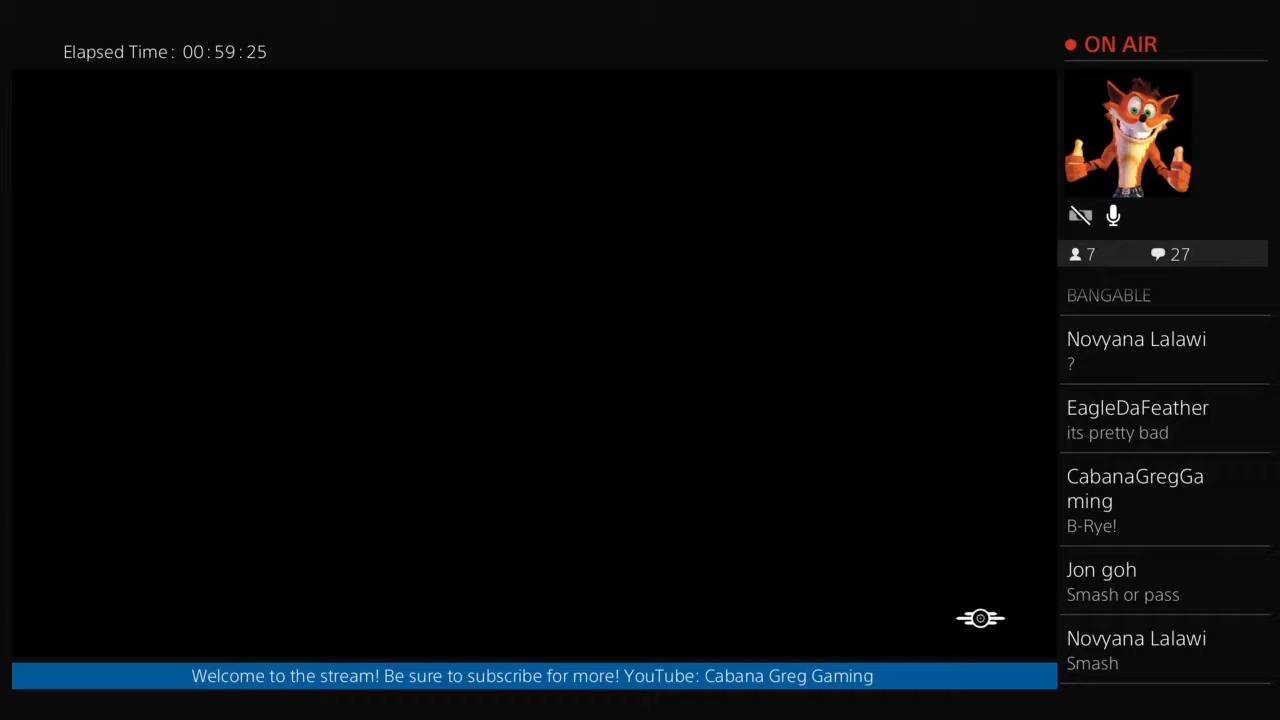 Elapsed Time: 00:59:25
ON AIR
7 27
BANGABLE
Novyana Lalawi
?
EagleDaFeather
its pretty bad
CabanaGregGa
ming
B-Rye!
Jon goh
Smash or pass
Novyana Lalawi
Smash
Welcome to the stream! Be sure to subscribe for more! YouTube: Cabana Greg Gaming